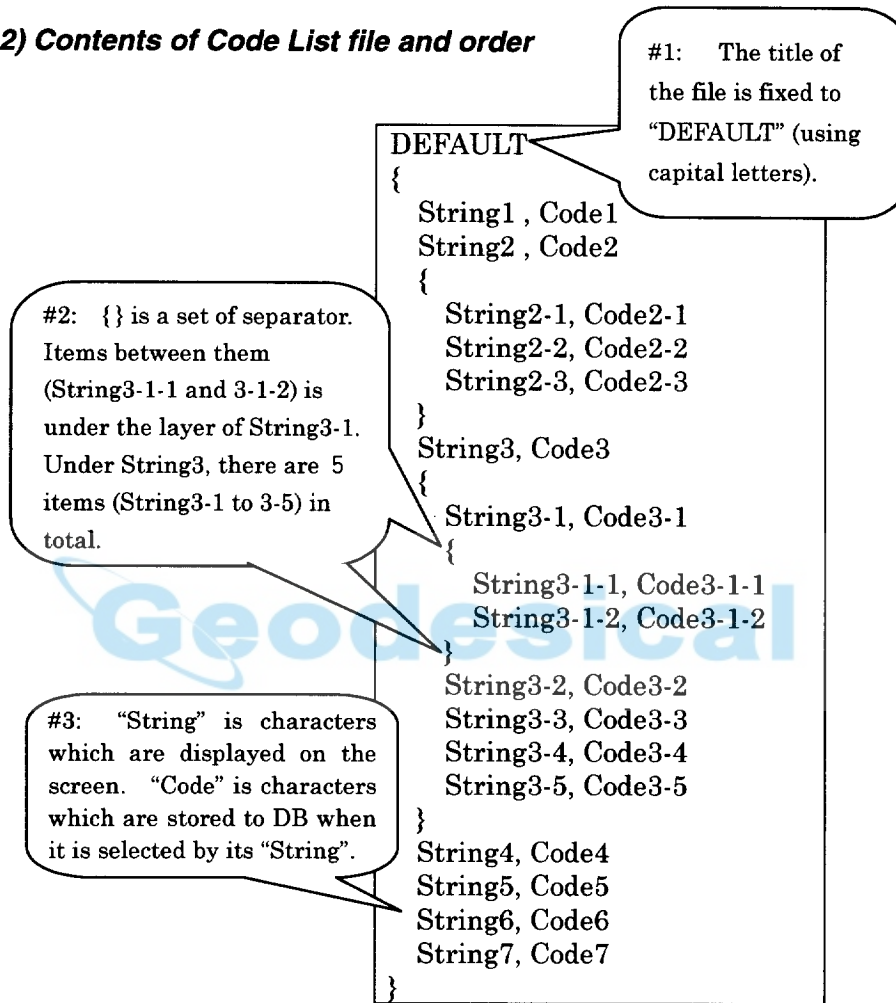 2) Contents of Code List file and order
#1: The title of
the file is fixed to
“DEFAULT” (using
capital letters).
DEFAULT
{
String1 , Code1
String2 , Code2
{
String2-1, Code2-1
String2-2, Code2-2
String2-3, Code2-3
}
String3, Code3
{
String3-1, Code3-1
{
String3-1-1, Code3-1-1
String3-1-2, Code3-1-2
}
String3-2, Code3-2
String3-3, Code3-3
String3-4, Code3-4
String3-5, Code3-5
}
String4, Code4
String5, Code5
String6, Code6
String7, Code7
}
#2: {} is a set of separator.
Items between them
(String3-1-1 and 3-1-2) is
under the layer of String3-1.
Under String3, there are 5
items (String3-1 to 3-5) in
total.
#3: “String” is characters
which are displayed on the
screen. “Code” is characters
which are stored to DB when
it is selected by its “String”.
Geodesical